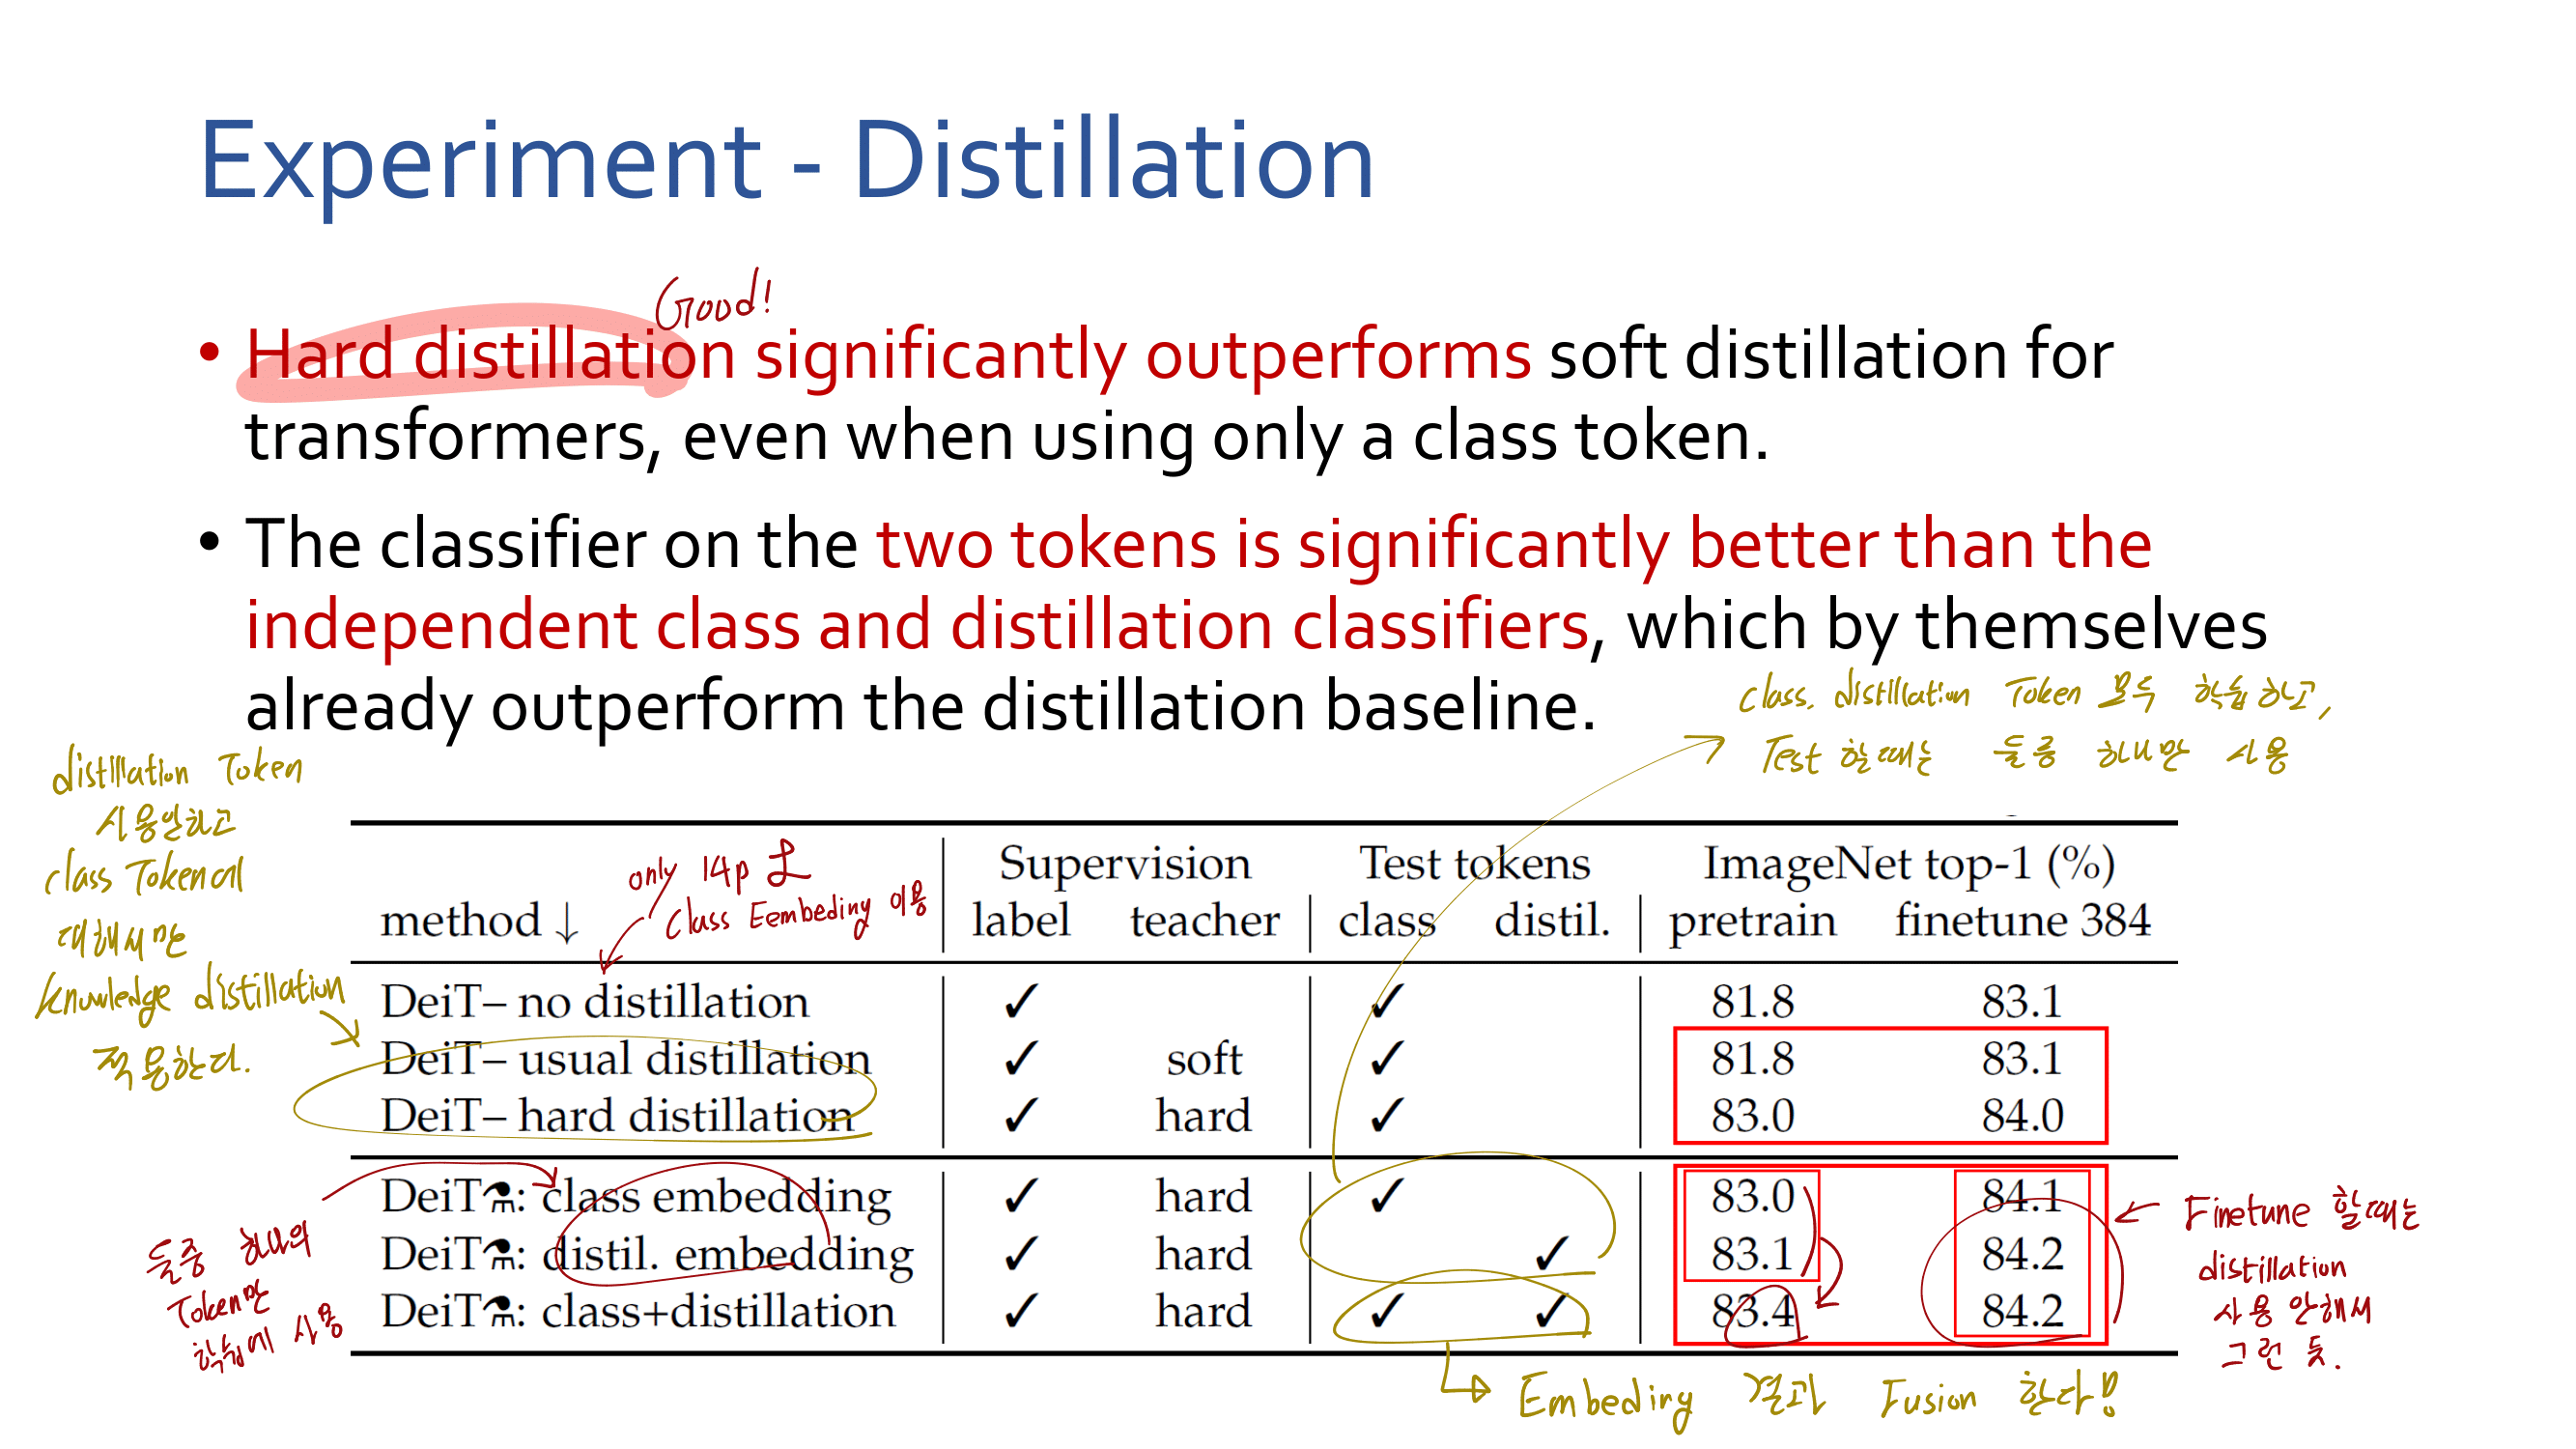 Experiment - Distillation
Good!
• Hard distillation significantly outperforms soft distillation for
transformers, even when using only a class token.
• The classifier on the two tokens is significantly better than the
independent class and distillation classifiers, which by themselves
already outperform the distillation baseline.
class. distillation Token 모두 학습하고,
Test 할때는 둘중 하나만 사용
distillation Token
사용안하고
class Token에
대해서만
knowledge distillation
적용한다.
only 14p
Class Eembeding 이용
Supervision Test tokens ImageNet top-1 (%)
method ↓ label teacher class distil. pretrain finetune 384
DeiT– no distillation ✓ ✓ 81.8 83.1
DeiT– usual distillation ✓ soft ✓ 81.8 83.1
DeiT– hard distillation ✓ hard ✓ 83.0 84.0
DeiT⚗: class embedding ✓ hard ✓ 83.0 84.1
DeiT⚗: distil. embedding ✓ hard ✓ 83.1 84.2
DeiT⚗: class+distillation ✓ hard ✓ ✓ 83.4 84.2
둘중 하나의
Token만
학습에 사용
Finetune 할때는
distillation
사용 안해서
그런 듯.
Embeding 결과 Fusion 한다!